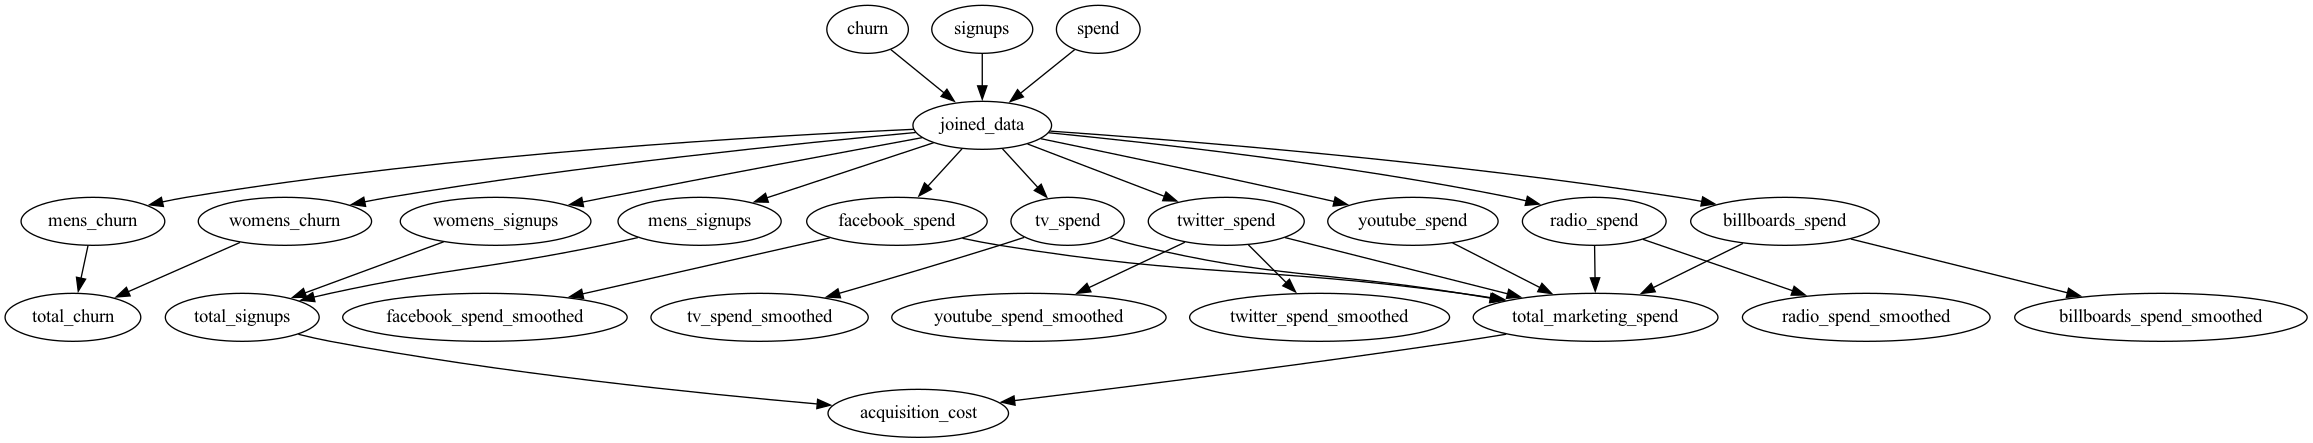 churn
signups
spend
joined_data
mens_churn
womens_churn
womens_signups
mens_signups
facebook_spend
tv_spend
twitter_spend
youtube_spend
radio_spend
billboards_spend
total_churn
total_signups
facebook_spend_smoothed
tv_spend_smoothed
youtube_spend_smoothed
twitter_spend_smoothed
total_marketing_spend
radio_spend_smoothed
billboards_spend_smoothed
acquisition_cost